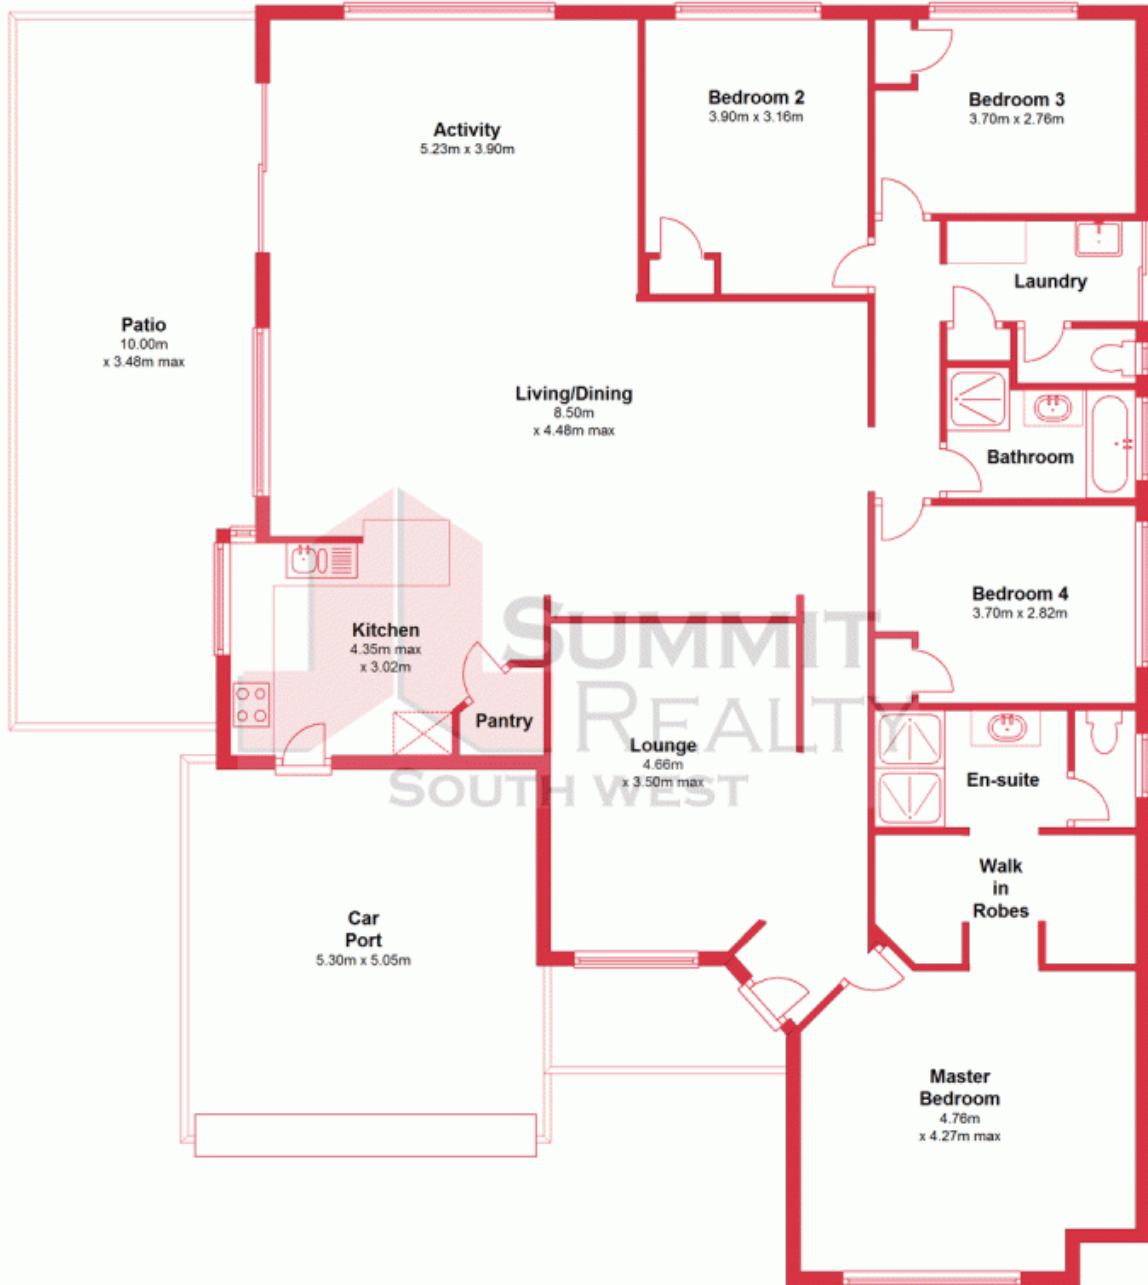 Activity
5.23m x 3.90m
Bedroom 2
3.90m x 3.16m
Bedroom 3
3.70m x 2.76m
Laundry
Patio
10.00m
x 3.48m max
Living/Dining
8.50m
x 4.48m max
Bathroom
Bedroom 4
3.70m x 2.82m
Kitchen
4.35m max
x 3.02m
Pantry
SUMMIT
REALTY
SOUTH WEST
Lounge
4.66m
x 3.50m max
En-suite
Walk
in
Robes
Car
Port
5.30m x 5.05m
Master
Bedroom
4.76m
x 4.27m max